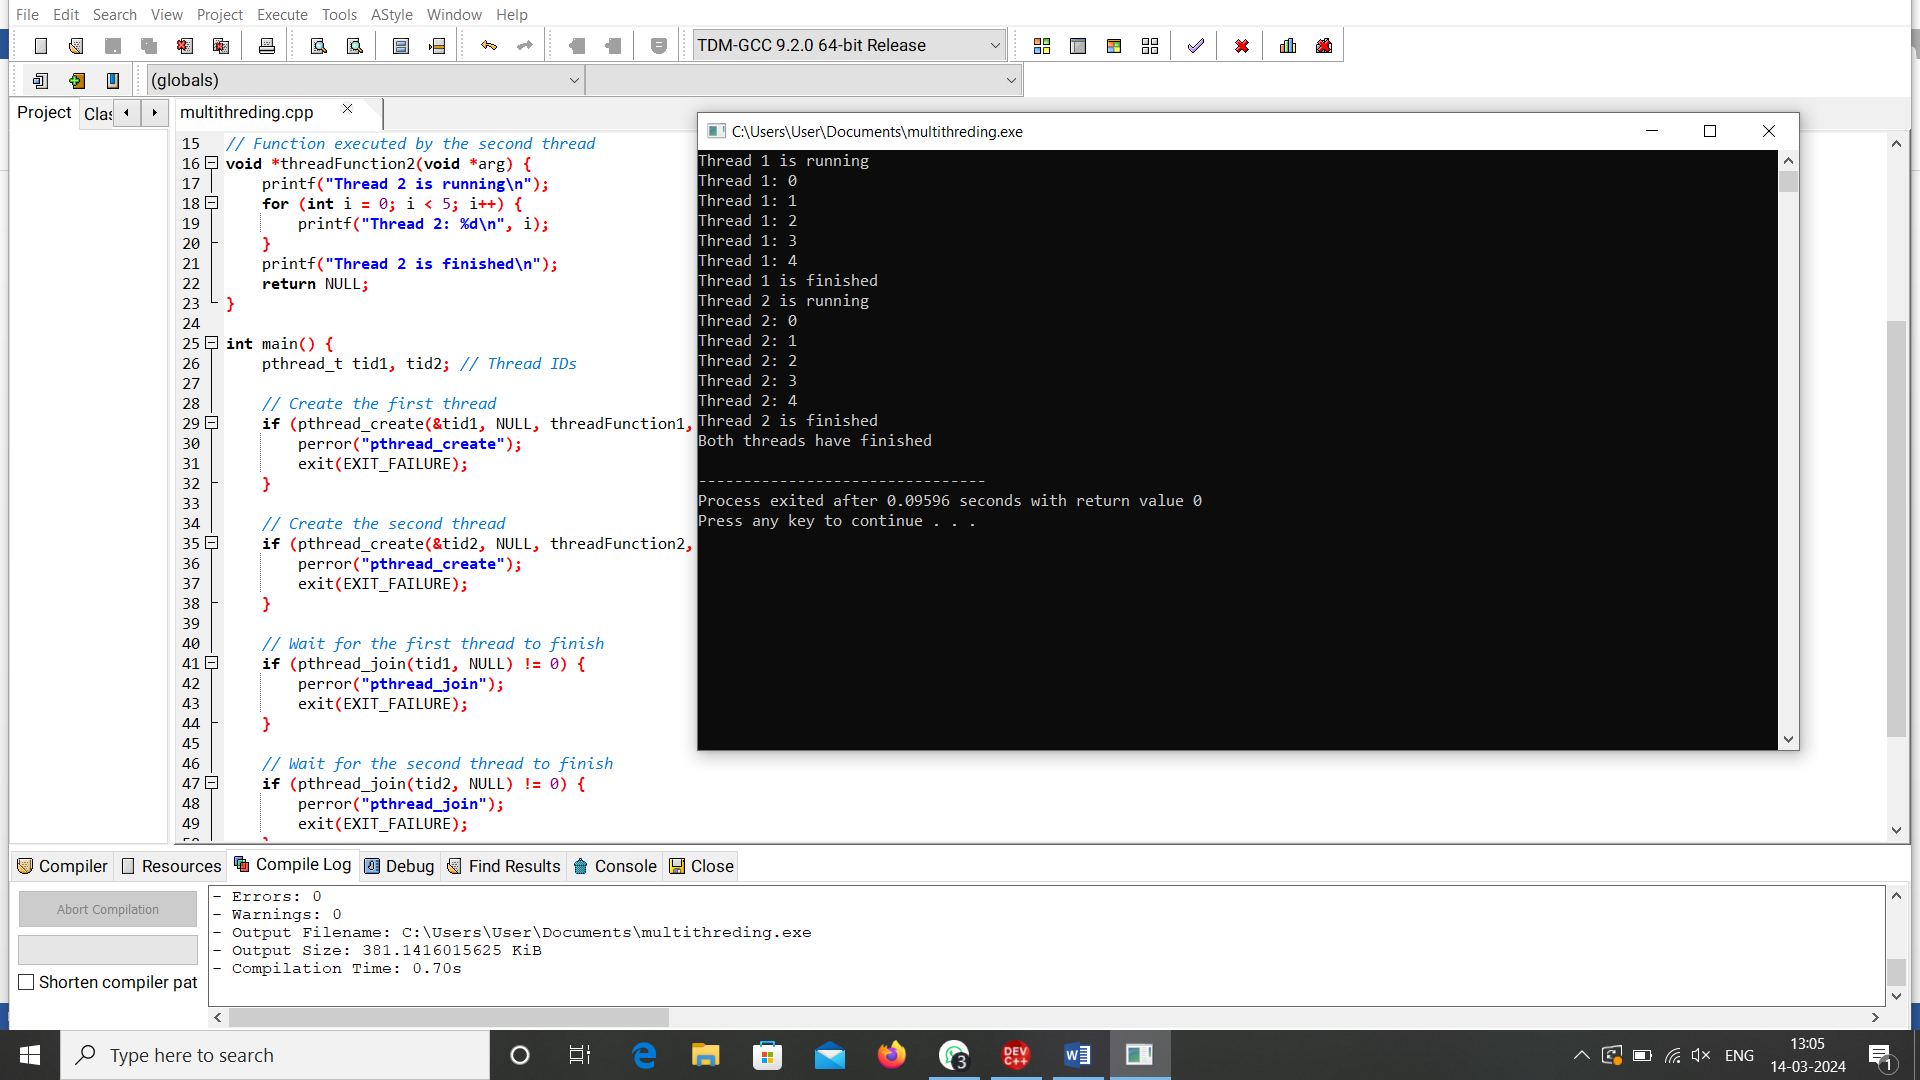 File Edit Search View Project Execute Tools AStyle Window Help
TDM-GCC 9.2.0 64-bit Release
(globals)
Project Clas
multithreding.cpp
15 // Function executed by the second thread
16 void *threadFunction2(void *arg) {
17 printf("Thread 2 is running\n");
18 for (int i = 0; i < 5; i++) {
19 printf("Thread 2: %d\n", i);
20 }
21 printf("Thread 2 is finished\n");
22 return NULL;
23 }
24
25 int main() {
26 pthread_t tid1, tid2; // Thread IDs
27
28 // Create the first thread
29 if (pthread_create(&tid1, NULL, threadFunction1,
30 perror("pthread_create");
31 exit(EXIT_FAILURE);
32 }
33
34 // Create the second thread
35 if (pthread_create(&tid2, NULL, threadFunction2,
36 perror("pthread_create");
37 exit(EXIT_FAILURE);
38 }
39
40 // Wait for the first thread to finish
41 if (pthread_join(tid1, NULL) != 0) {
42 perror("pthread_join");
43 exit(EXIT_FAILURE);
44 }
45
46 // Wait for the second thread to finish
47 if (pthread_join(tid2, NULL) != 0) {
48 perror("pthread_join");
49 exit(EXIT_FAILURE);
C:\Users\User\Documents\multithreding.exe
Thread 1 is running
Thread 1: 0
Thread 1: 1
Thread 1: 2
Thread 1: 3
Thread 1: 4
Thread 1 is finished
Thread 2 is running
Thread 2: 0
Thread 2: 1
Thread 2: 2
Thread 2: 3
Thread 2: 4
Thread 2 is finished
Both threads have finished
--------------------------------
Process exited after 0.09596 seconds with return value 0
Press any key to continue . . .
Compiler Resources Compile Log Debug Find Results Console Close
Abort Compilation
Shorten compiler pat
- Errors: 0
- Warnings: 0
- Output Filename: C:\Users\User\Documents\multithreding.exe
- Output Size: 381.1416015625 KiB
- Compilation Time: 0.70s
Type here to search
3
DEV C++
W
ENG
13:05
14-03-2024
1